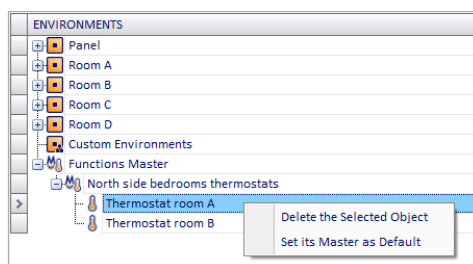 ENVIRONMENTS
Panel
Room A
Room B
Room C
Room D
Custom Environments
Functions Master
North side bedrooms thermostats
Thermostat room A
Thermostat room B
Delete the Selected Object
Set its Master as Default